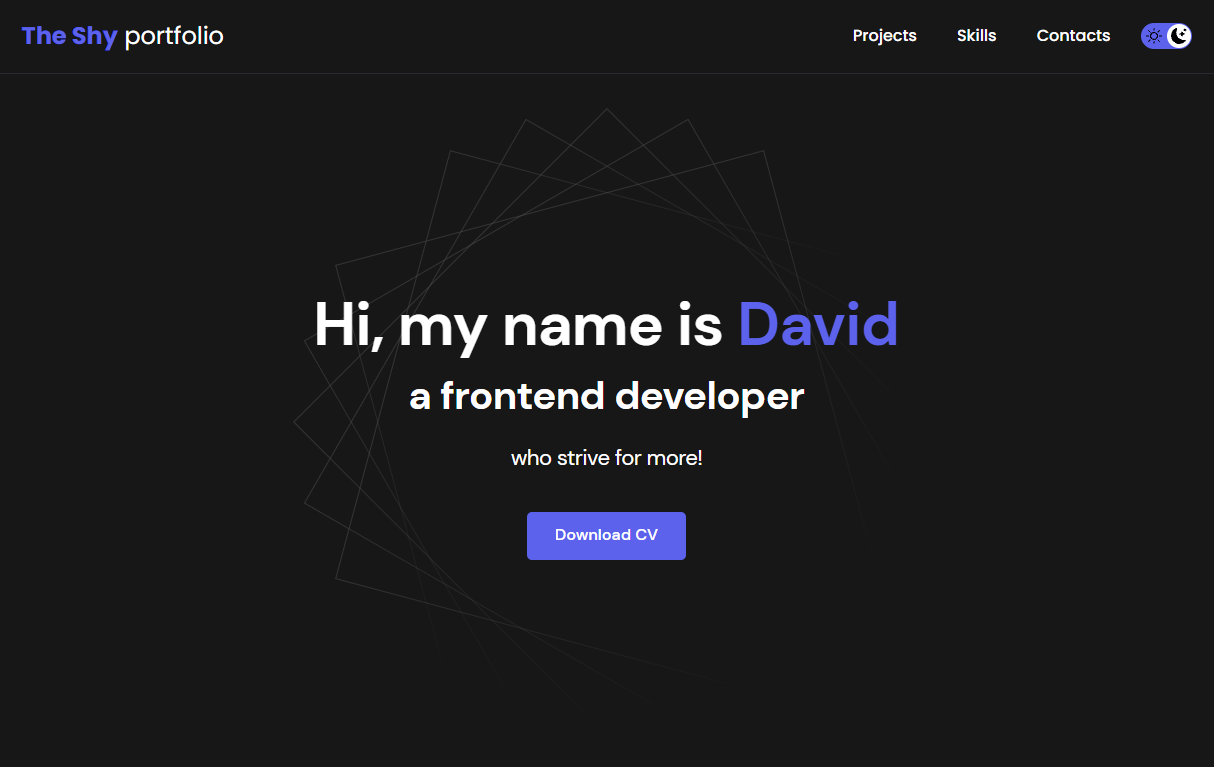 The Shy portfolio
Projects Skills Contacts
Hi, my name is David
a frontend developer
who strive for more!
Download CV